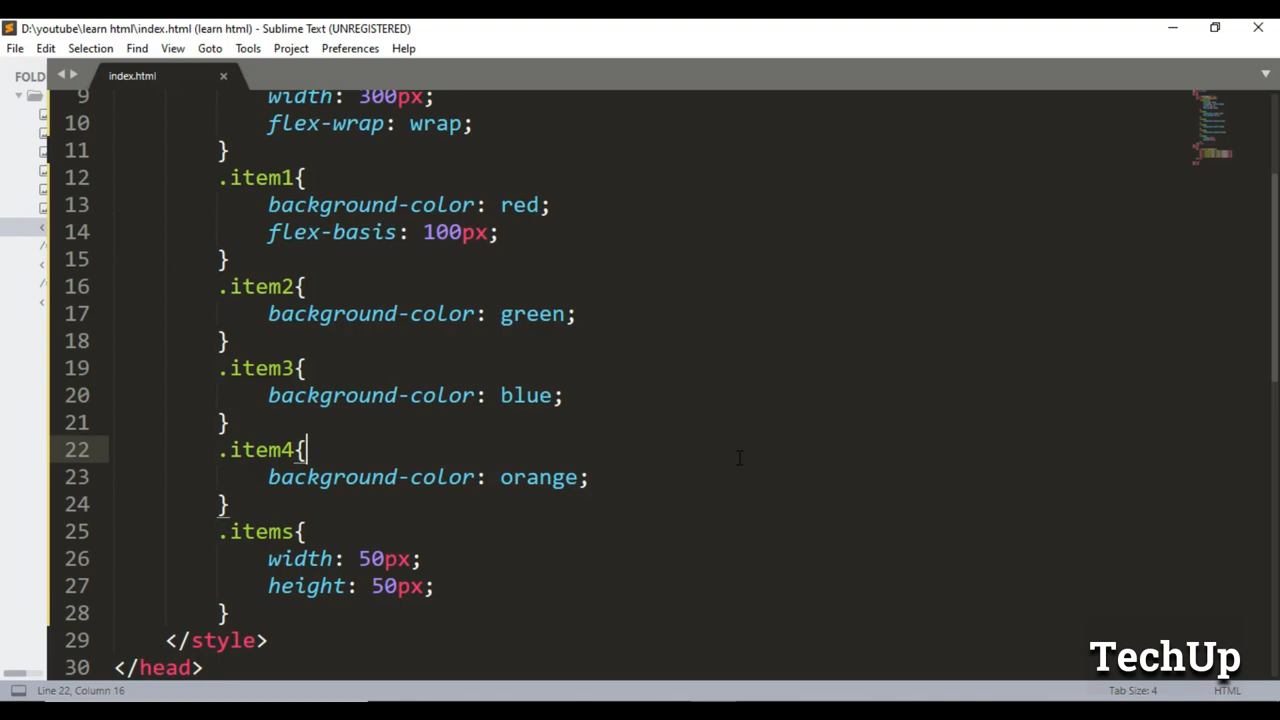 D:\youtube\learn html\index.html (learn html) - Sublime Text (UNREGISTERED)
File Edit Selection Find View Goto Tools Project Preferences Help
FOLD
index.html
9 width: 300px;
10 flex-wrap: wrap;
11 }
12 .item1{
13 background-color: red;
14 flex-basis: 100px;
15 }
16 .item2{
17 background-color: green;
18 }
19 .item3{
20 background-color: blue;
21 }
22 .item4{
23 background-color: orange;
24 }
25 .items{
26 width: 50px;
27 height: 50px;
28 }
29 </style>
30 </head>
TechUp
Line 22, Column 16
Tab Size: 4
HTML